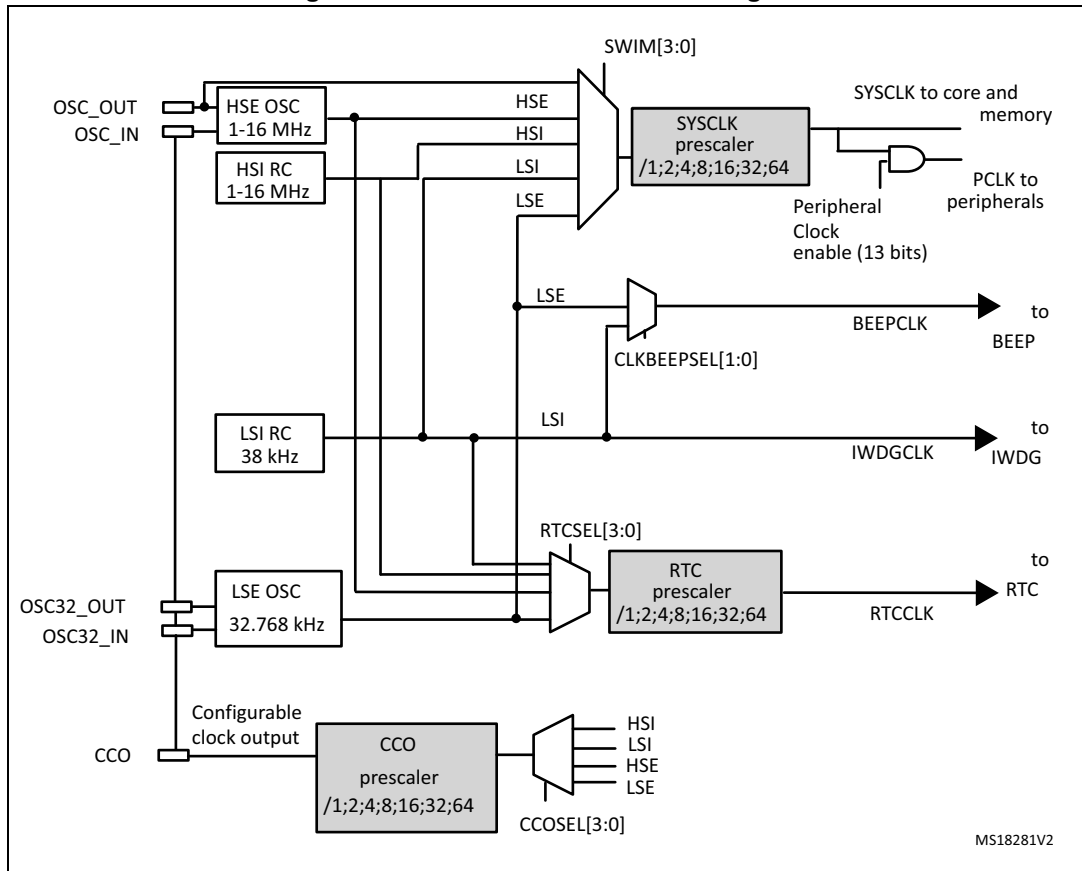 SWIM[3:0]
OSC_OUT
OSC_IN
HSE OSC
1-16 MHz
HSI RC
1-16 MHz
HSE
HSI
LSI
LSE
SYSCLK
prescaler
/1;2;4;8;16;32;64
SYSCLK to core and
memory
PCLK to
peripherals
Peripheral
Clock
enable (13 bits)
LSE
CLKBEEPSEL[1:0]
BEEPCLK
to
BEEP
LSI RC
38 kHz
LSI
IWDGCLK
to
IWDG
RTCSEL[3:0]
OSC32_OUT
OSC32_IN
LSE OSC
32.768 kHz
RTC
prescaler
/1;2;4;8;16;32;64
RTCCLK
to
RTC
CCO
Configurable
clock output
CCO
prescaler
/1;2;4;8;16;32;64
HSI
LSI
HSE
LSE
CCOSEL[3:0]
MS18281V2